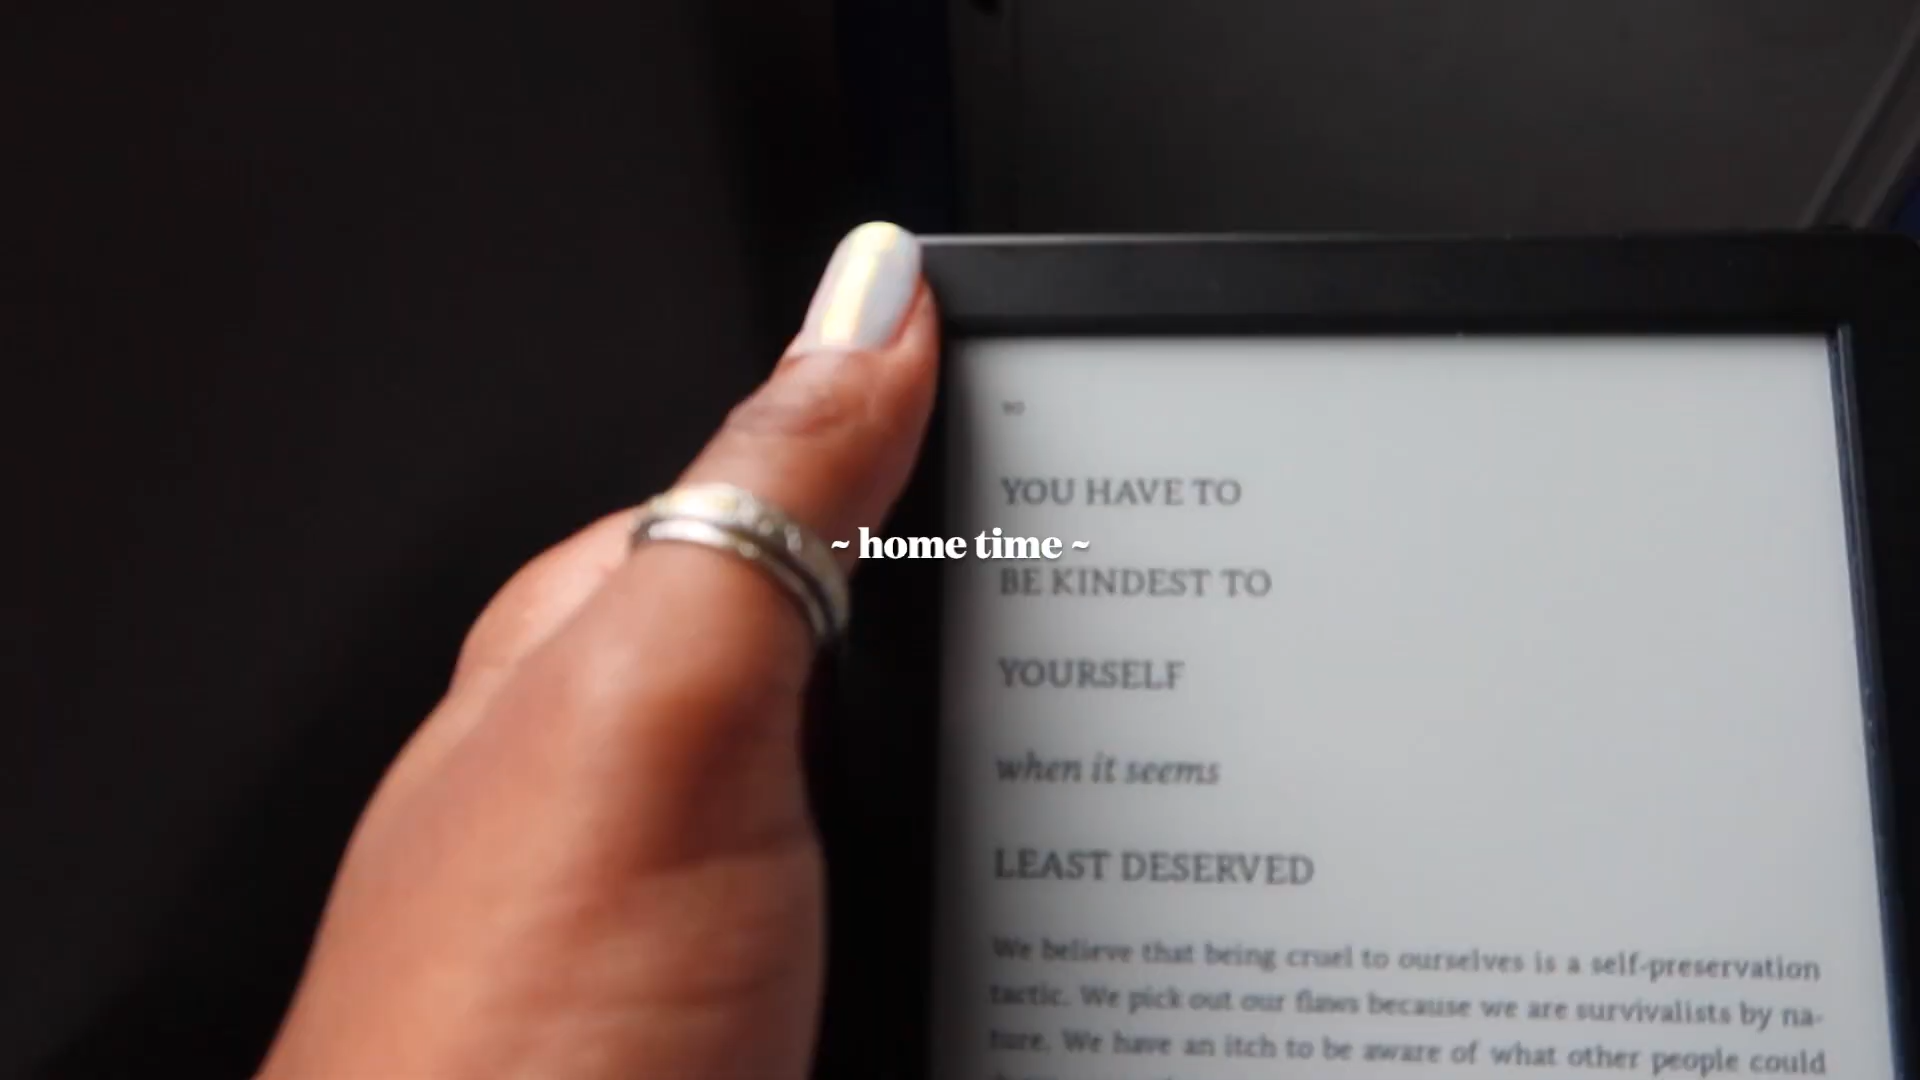 90
YOU HAVE TO
~ home time ~
BE KINDEST TO
YOURSELF
when it seems
LEAST DESERVED
We believe that being cruel to ourselves is a self-preservation
tactic. We pick out our flaws because we are survivalists by na-
ture. We have an itch to be aware of what other people could